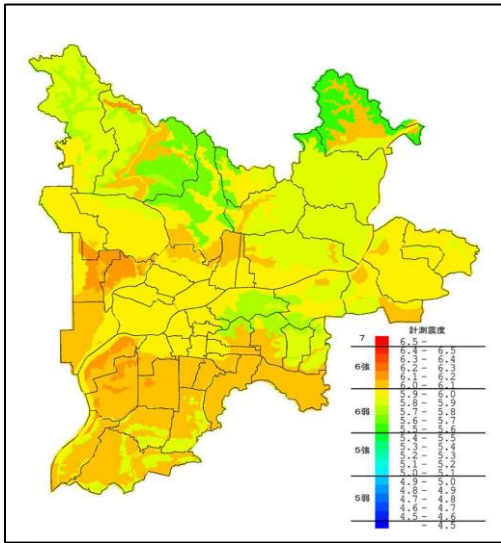 計測震度
7
6.5 -
6.4 - 6.5
6.3 - 6.4
6強
6.2 - 6.3
6.1 - 6.2
6.0 - 6.1
5.9 - 6.0
5.8 - 5.9
6弱
5.7 - 5.8
5.6 - 5.7
5.5 - 5.6
5.4 - 5.5
5.3 - 5.4
5強
5.2 - 5.3
5.1 - 5.2
5.0 - 5.1
4.9 - 5.0
4.8 - 4.9
5弱
4.7 - 4.8
4.6 - 4.7
4.5 - 4.6
- 4.5